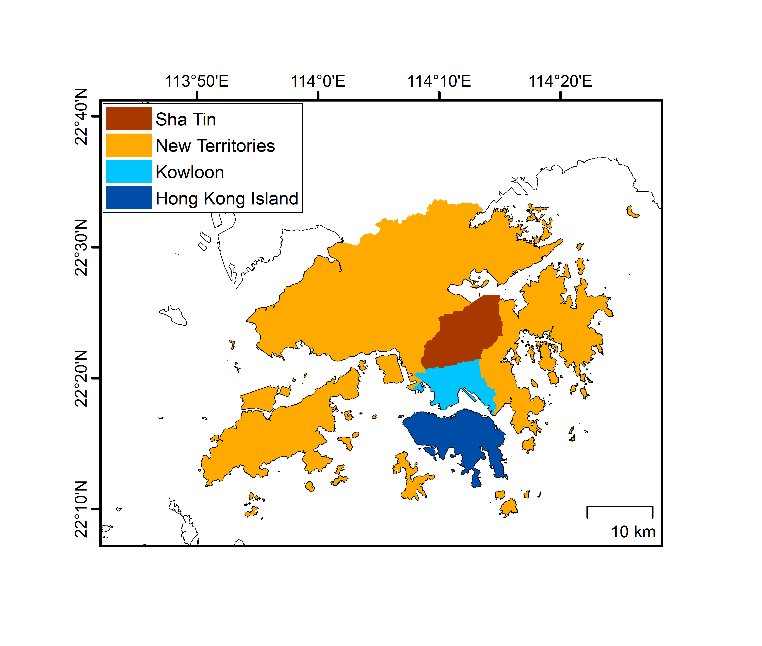 113°50'E 114°0'E 114°10'E 114°20'E
22°40'N
22°30'N
22°20'N
22°10'N
Sha Tin
New Territories
Kowloon
Hong Kong Island
10 km